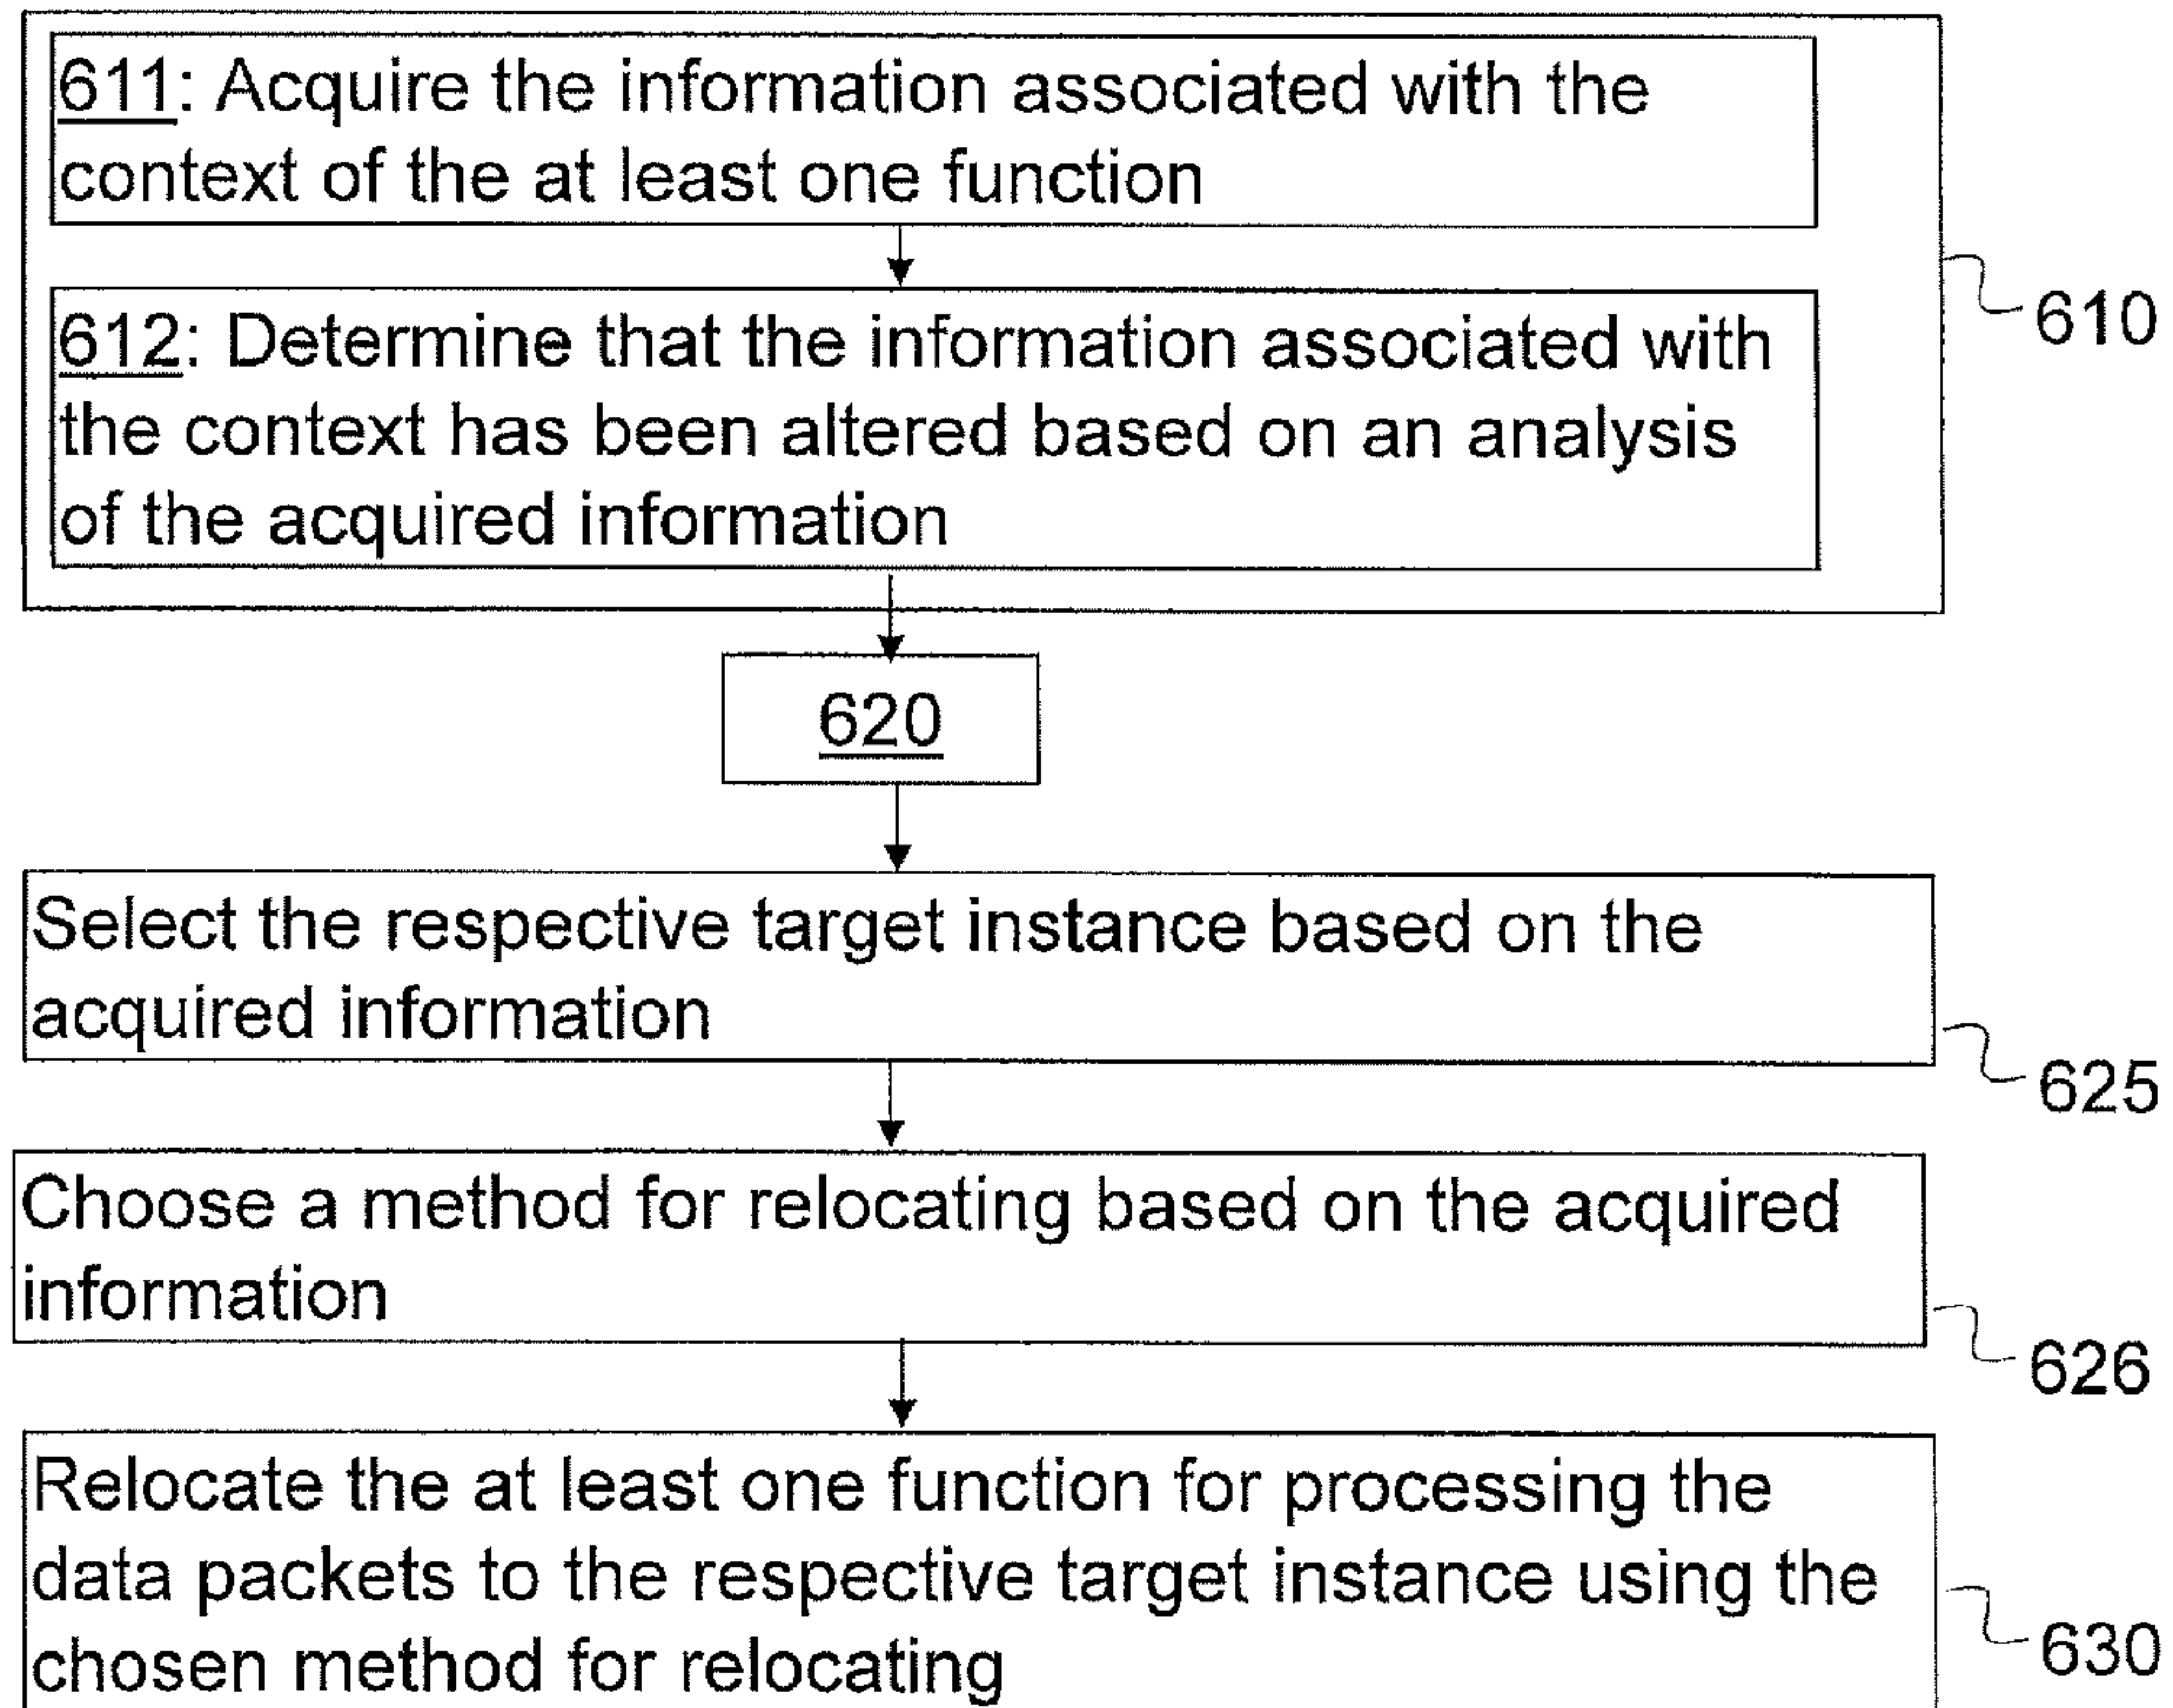 611: Acquire the information associated with the
context of the at least one function
612: Determine that the information associated with
the context has been altered based on an analysis
of the acquired information
610
620
Select the respective target instance based on the
acquired information
625
Choose a method for relocating based on the acquired
information
626
Relocate the at least one function for processing the
data packets to the respective target instance using the
chosen method for relocating
630